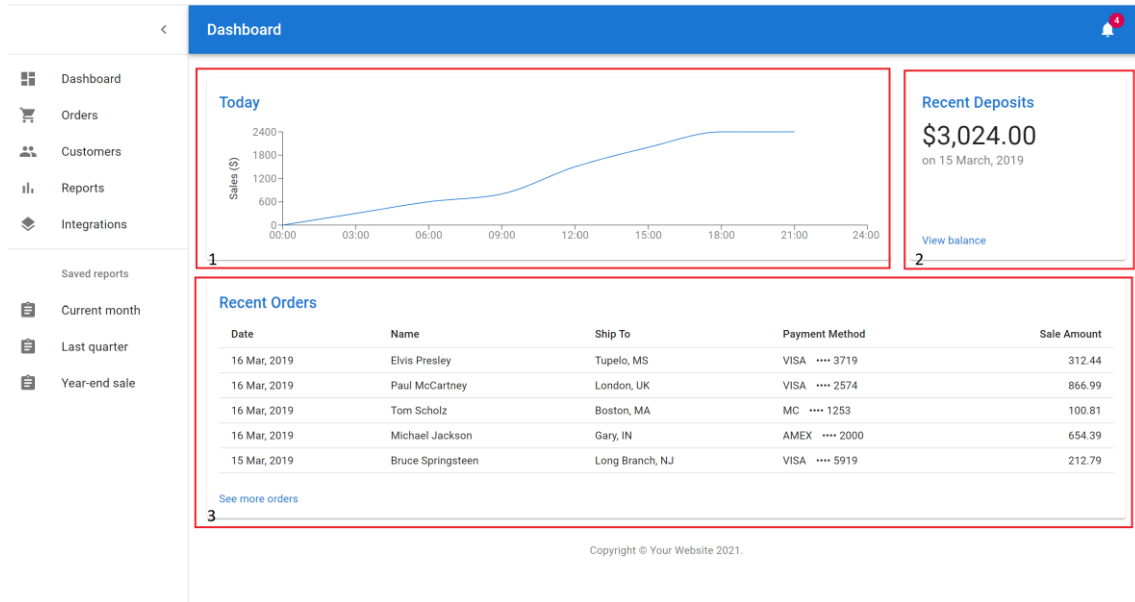 Dashboard
4
Dashboard
Orders
Customers
Reports
Integrations
Saved reports
Current month
Last quarter
Year-end sale
Today
Sales ($)
2400
1800
1200
600
0
00:00 03:00 06:00 09:00 12:00 15:00 18:00 21:00 24:00
1
Recent Deposits
$3,024.00
on 15 March, 2019
View balance
2
Recent Orders
Date Name Ship To Payment Method Sale Amount
16 Mar, 2019 Elvis Presley Tupelo, MS VISA •••• 3719 312.44
16 Mar, 2019 Paul McCartney London, UK VISA •••• 2574 866.99
16 Mar, 2019 Tom Scholz Boston, MA MC •••• 1253 100.81
16 Mar, 2019 Michael Jackson Gary, IN AMEX •••• 2000 654.39
15 Mar, 2019 Bruce Springsteen Long Branch, NJ VISA •••• 5919 212.79
See more orders
3
Copyright © Your Website 2021.